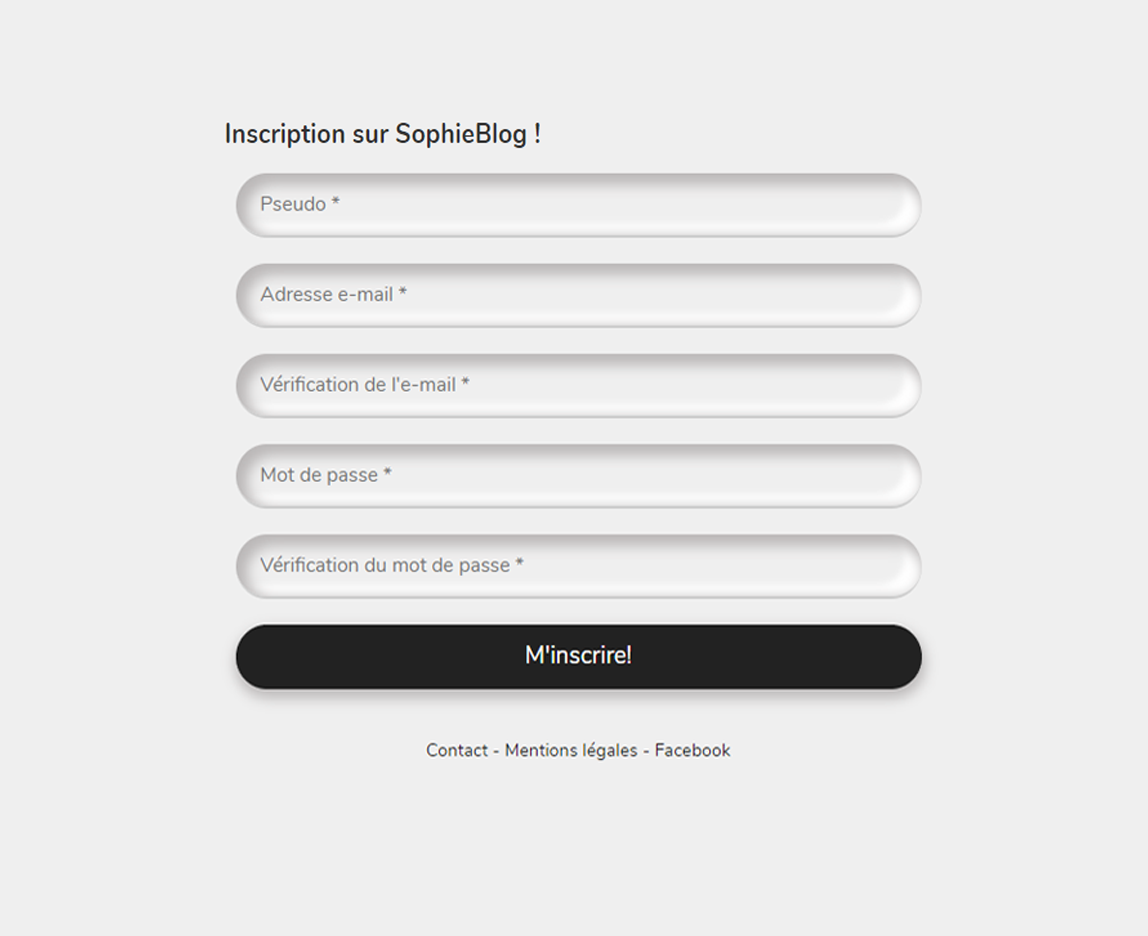 Inscription sur SophieBlog !
Pseudo *
Adresse e-mail *
Vérification de l'e-mail *
Mot de passe *
Vérification du mot de passe *
M'inscrire!
Contact - Mentions légales - Facebook